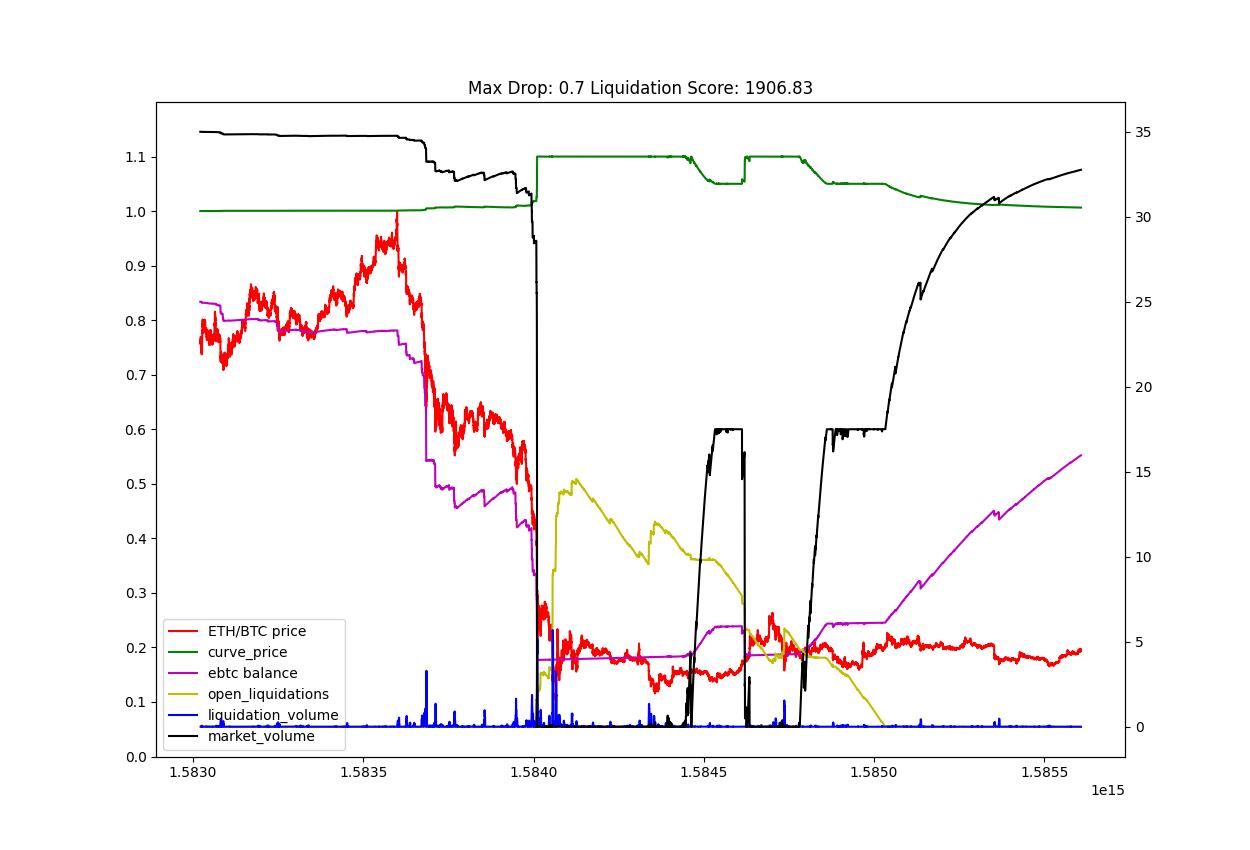 Max Drop: 0.7 Liquidation Score: 1906.83
1.1
1.0
0.9
0.8
0.7
0.6
0.5
0.4
0.3
0.2
0.1
0.0
35
30
25
20
15
10
5
0
ETH/BTC price
curve_price
ebtc balance
open_liquidations
liquidation_volume
market_volume
1.5830 1.5835 1.5840 1.5845 1.5850 1.5855
1e15